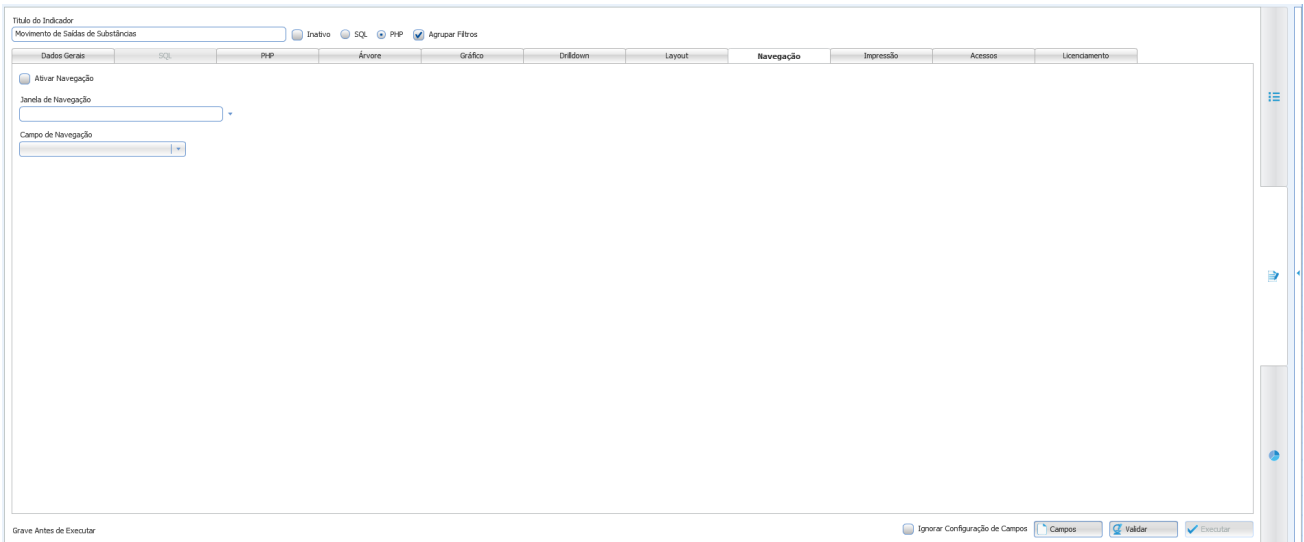 Titulo do Indicador
Movimento de Saídas de Substâncias
Inativo SQL PHP Agrupar Filtros
Dados Gerais SQL PHP Árvore Gráfico Drilldown Layout Navegação Impressão Acessos Licenciamento
Ativar Navegação
Janela de Navegação
Campo de Navegação
Grave Antes de Executar
Ignorar Configuração de Campos Campos Validar Executar